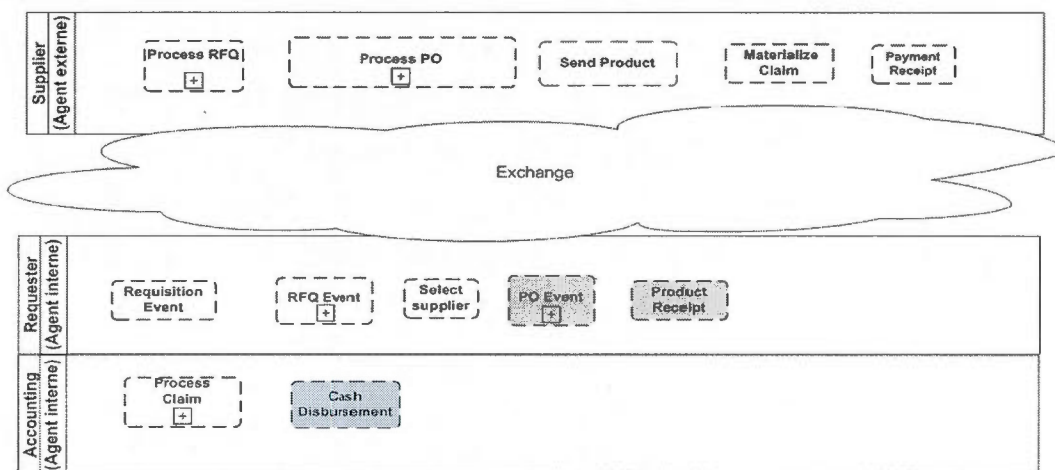 Supplier
(Agent externe)
Process RFQ
Process PO
Send Product
Materialize
Claim
Payment
Receipt
Exchange
Requester
(Agent interne)
Requisition
Event
RFQ Event
Select
supplier
PO Event
Product
Receipt
Accounting
(Agent interne)
Process
Claim
Cash
Disbursement